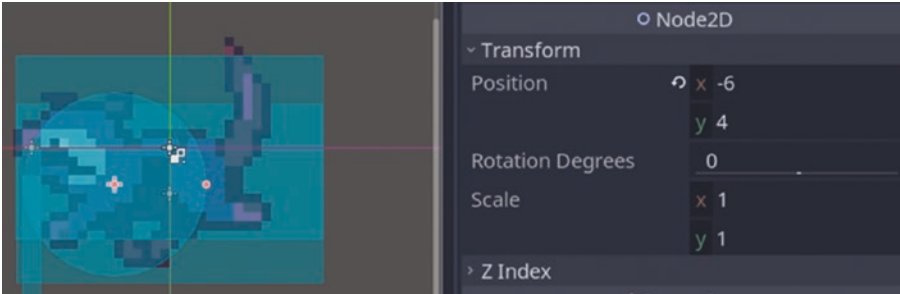 Node2D
Transform
Position x -6
y 4
Rotation Degrees 0
Scale x 1
y 1
Z Index